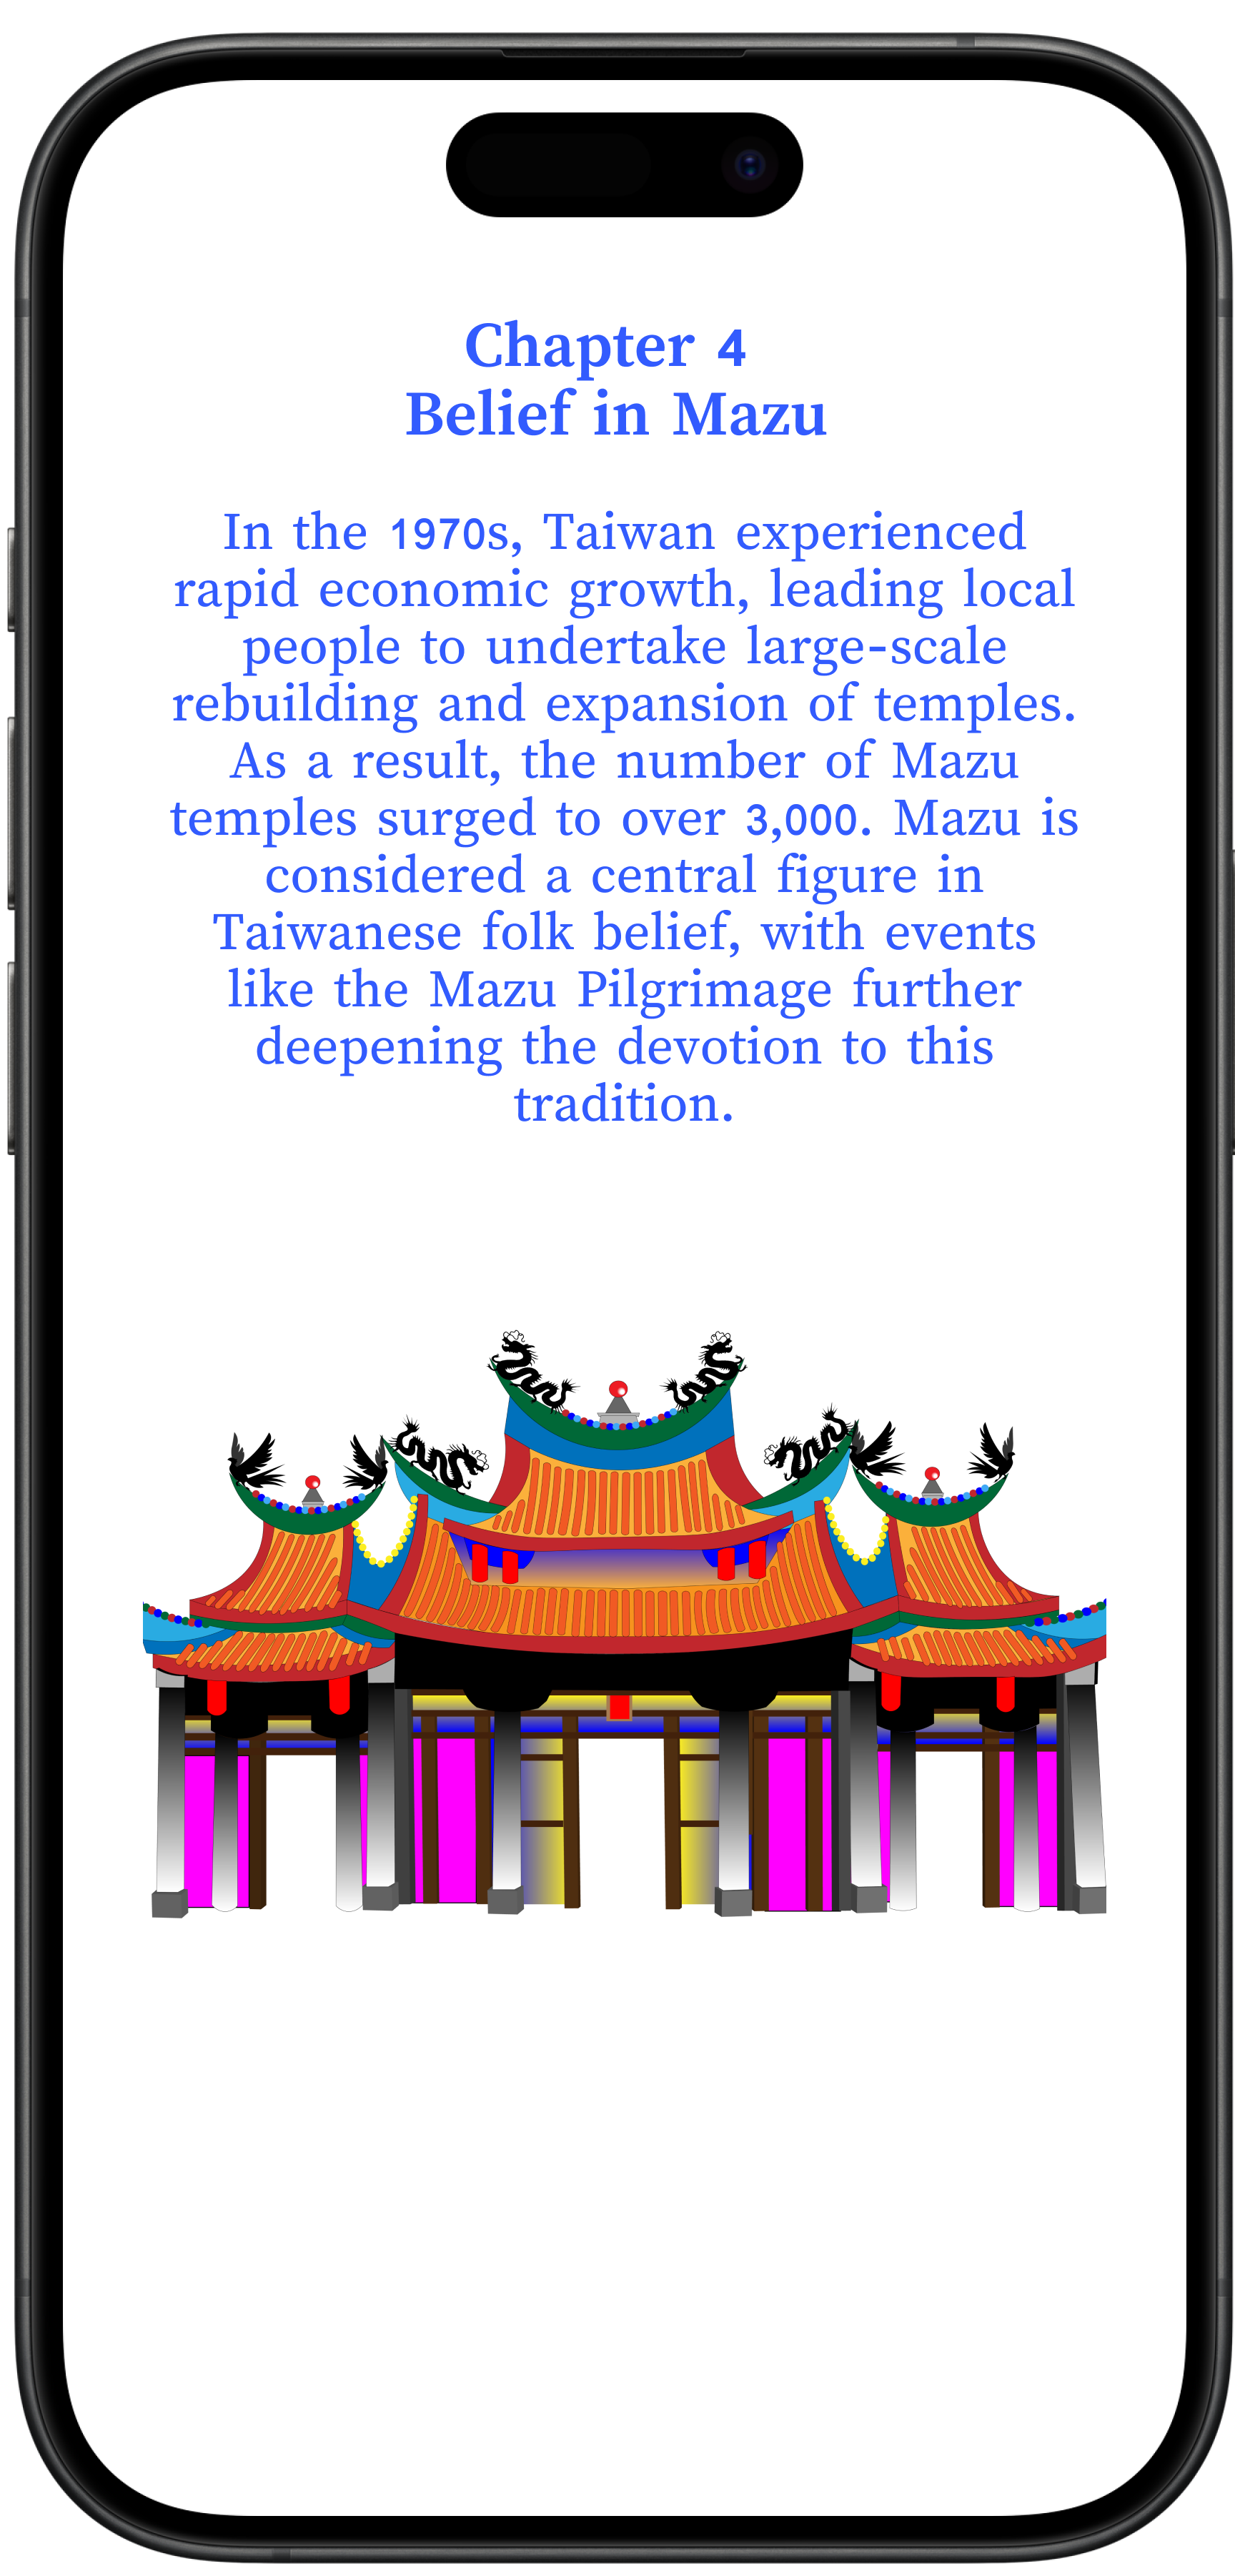 Chapter 4
Belief in Mazu
In the 1970s, Taiwan experienced
rapid economic growth, leading local
people to undertake large-scale
rebuilding and expansion of temples.
As a result, the number of Mazu
temples surged to over 3,000. Mazu is
considered a central figure in
Taiwanese folk belief, with events
like the Mazu Pilgrimage further
deepening the devotion to this
tradition.